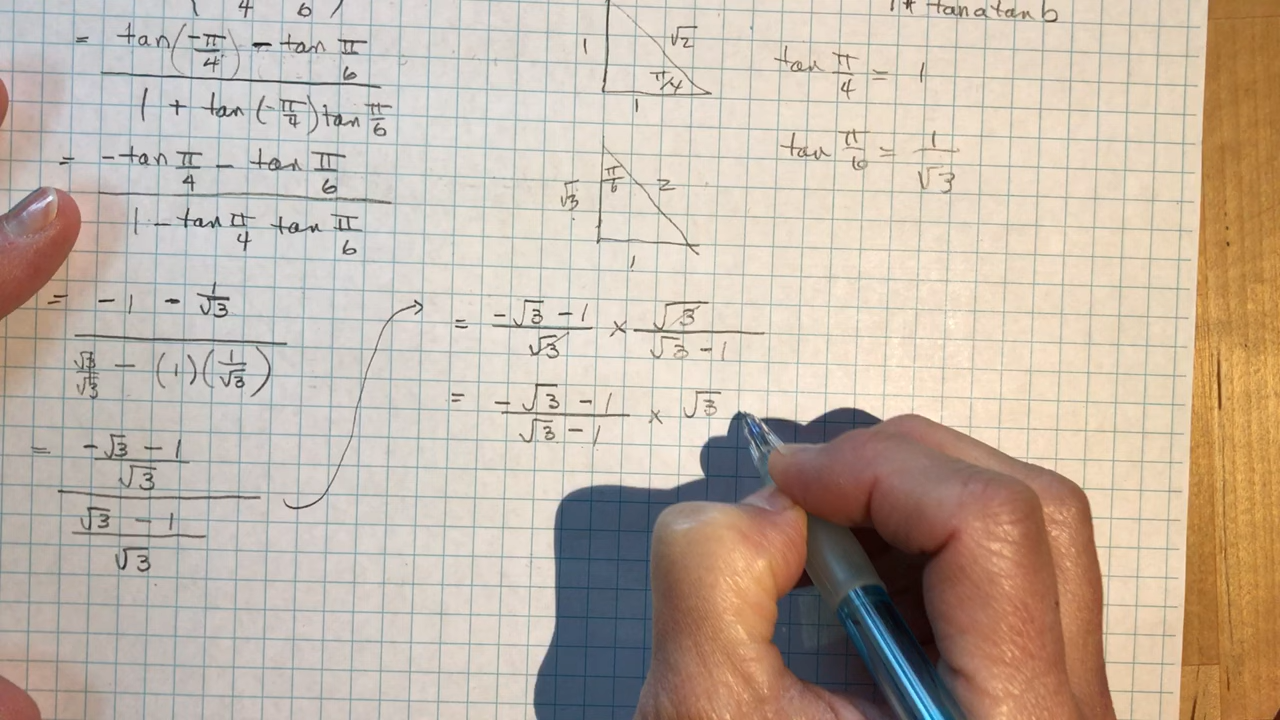 ( 4 6 )
= tan(-π/4) - tan π/6
1 + tan(-π/4)tan π/6
= -tan π/4 - tan π/6
1 - tan π/4 tan π/6
= -1 - 1/√3
√3/√3 - (1)(1/√3)
= -√3 - 1
√3
√3 - 1
√3
1 √2 π/4 1
√3 π/6 2 1
= -√3 - 1 / √3 × √3 / √3 - 1
= -√3 - 1 / √3 - 1 × √3
tan a tan b
tan π/4 = 1
tan π/6 = 1/√3